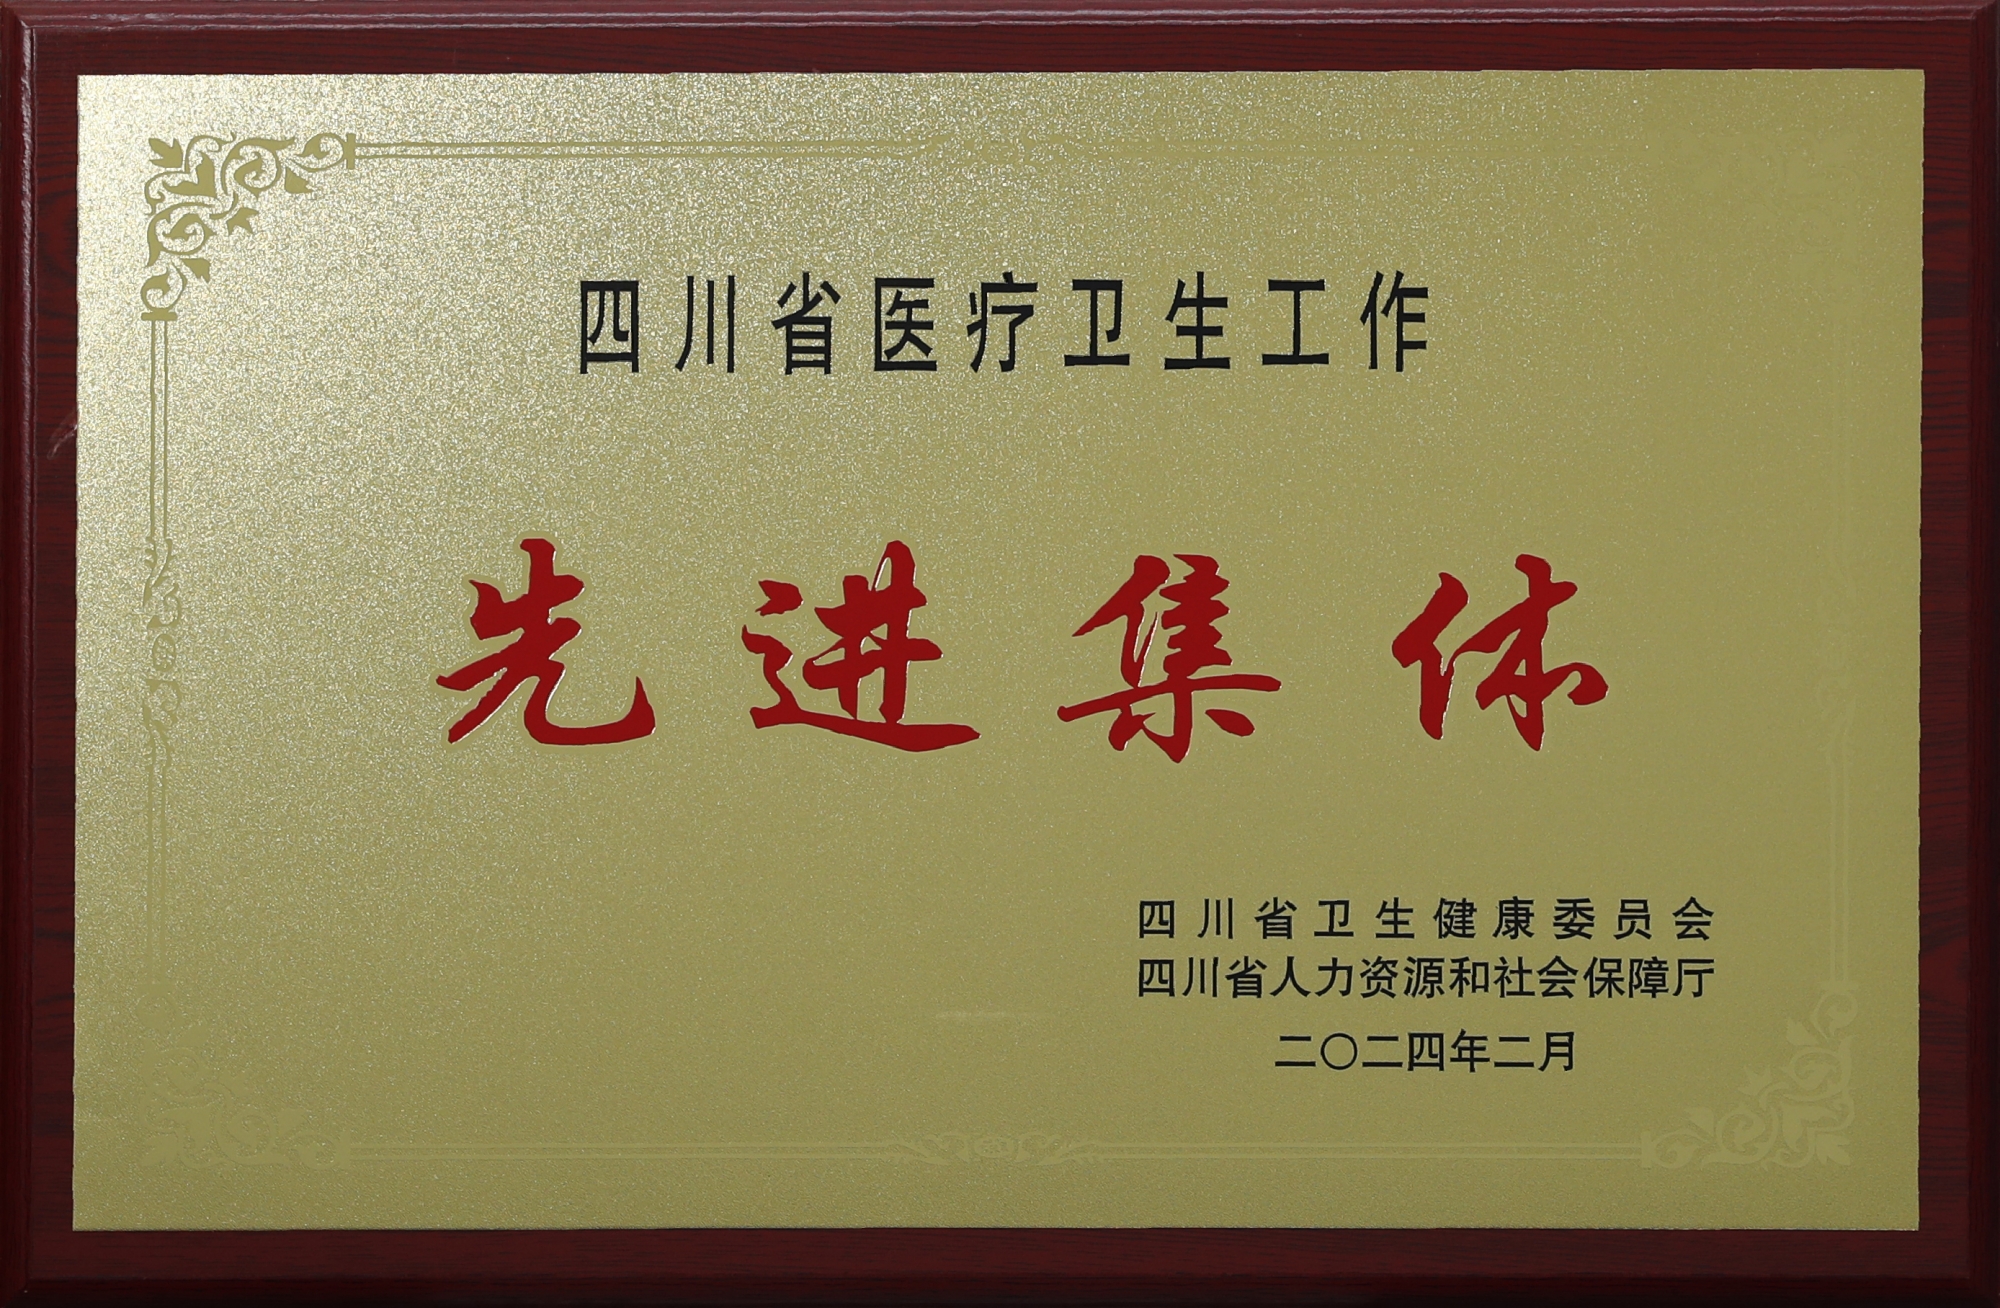 四川省医疗卫生工作
先进集体
四川省卫生健康委员会
四川省人力资源和社会保障厅
二〇二四年二月